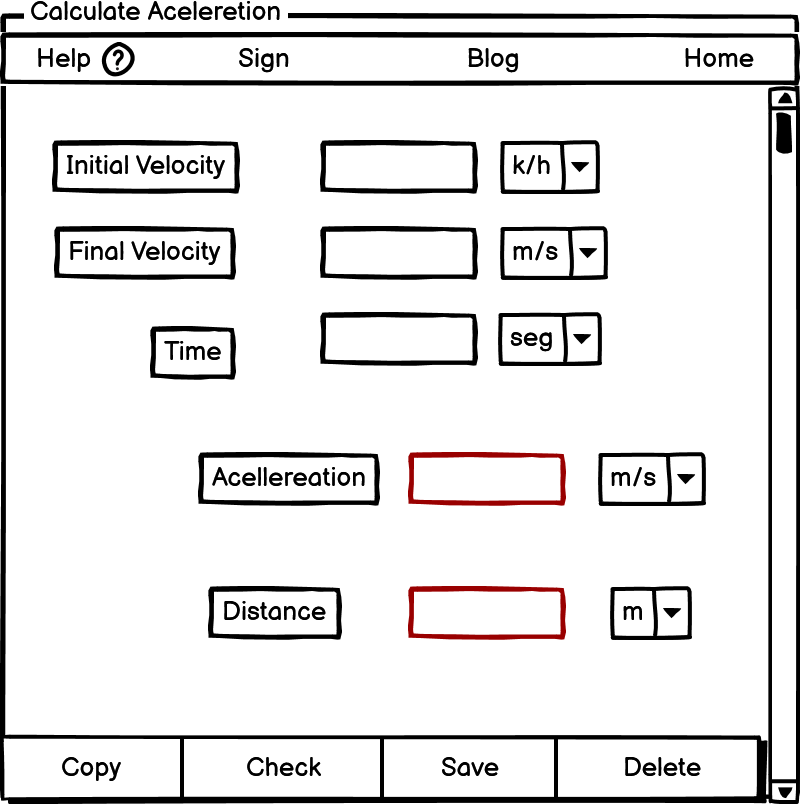 Calculate Aceleretion
Help ? Sign Blog Home
Initial Velocity k/h
Final Velocity m/s
Time seg
Acellereation m/s
Distance m
Copy Check Save Delete